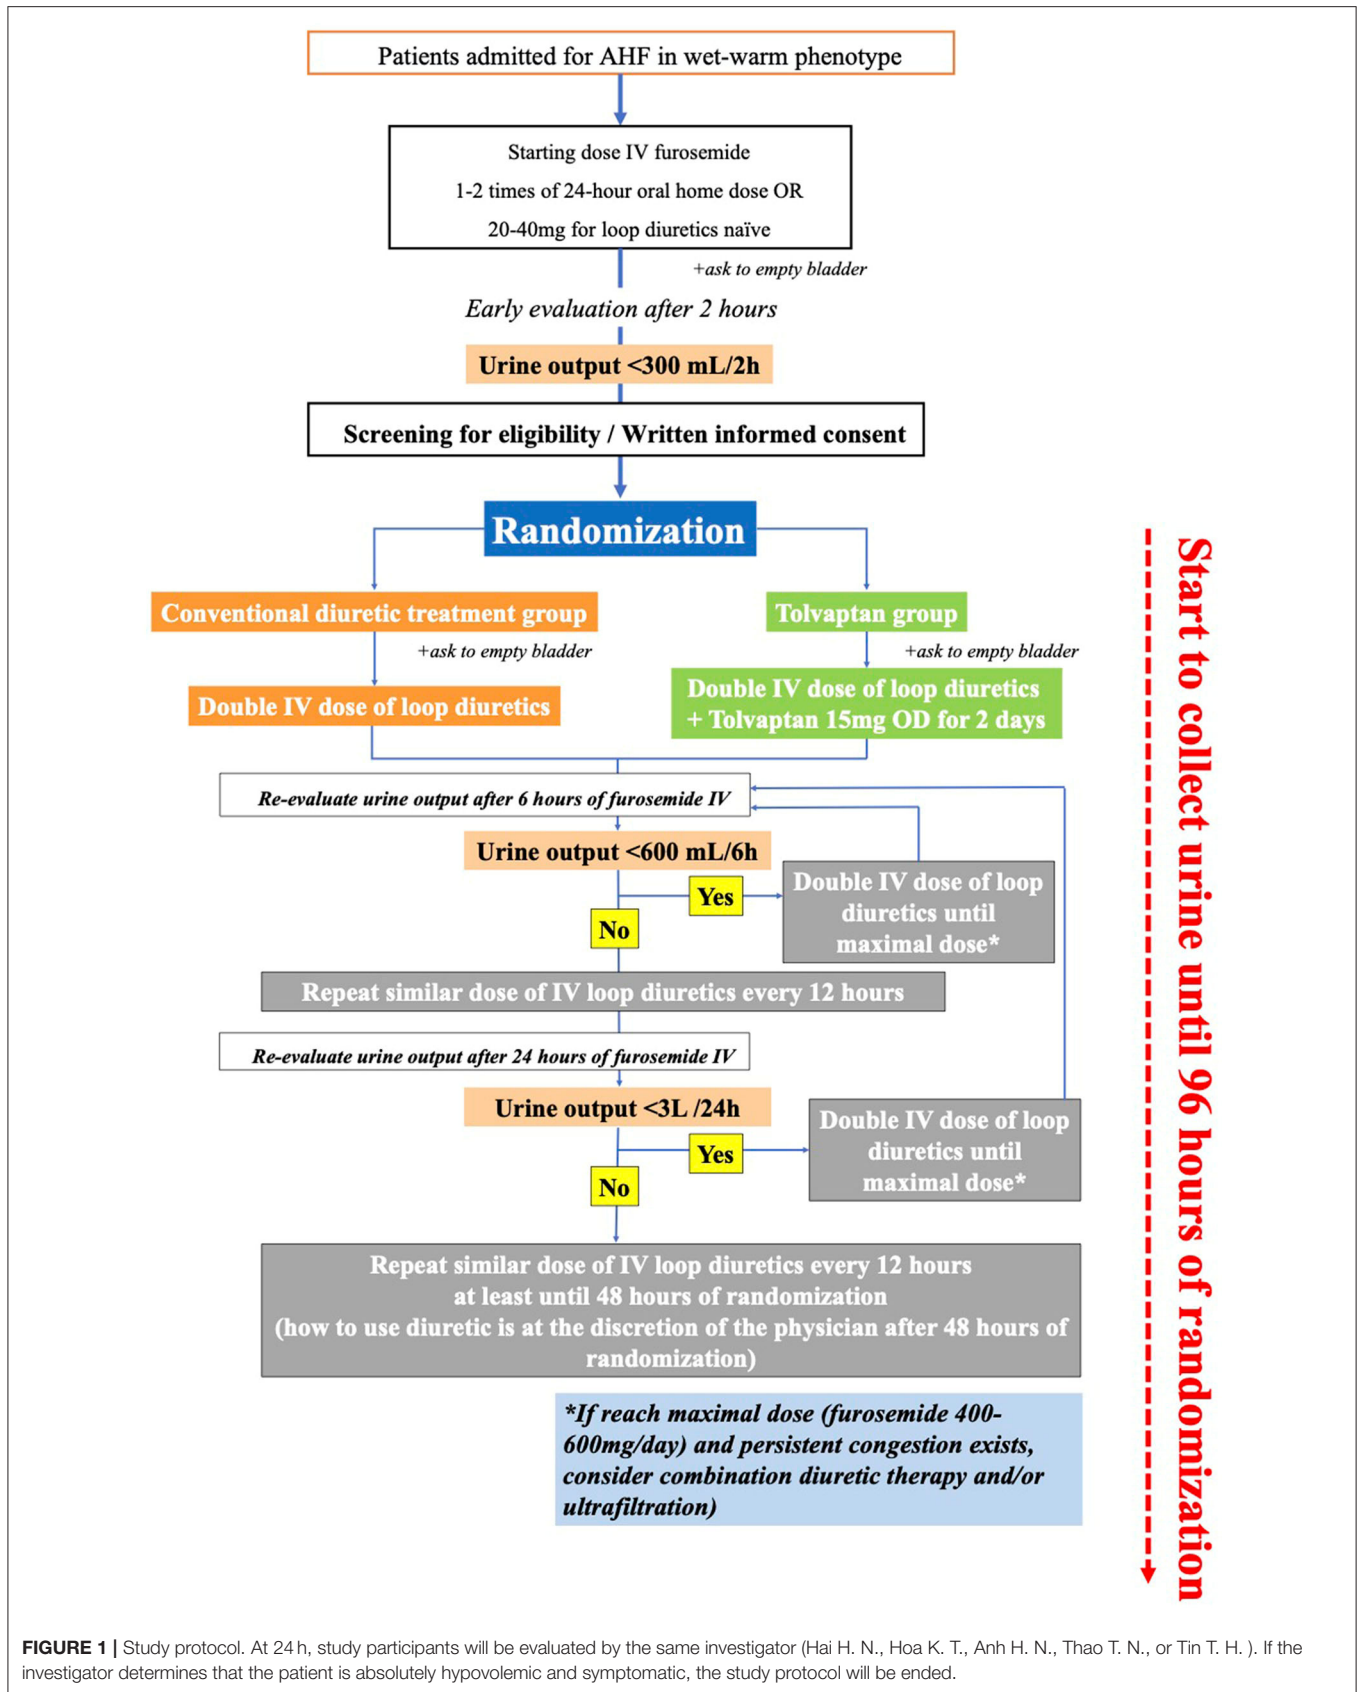 Patients admitted for AHF in wet-warm phenotype
Starting dose IV furosemide
1-2 times of 24-hour oral home dose OR
20-40mg for loop diuretics naïve
+ask to empty bladder
Early evaluation after 2 hours
Urine output <300 mL/2h
Screening for eligibility / Written informed consent
Randomization
Conventional diuretic treatment group
+ask to empty bladder
Double IV dose of loop diuretics
Tolvaptan group
+ask to empty bladder
Double IV dose of loop diuretics
+ Tolvaptan 15mg OD for 2 days
Re-evaluate urine output after 6 hours of furosemide IV
Urine output <600 mL/6h
Yes
Double IV dose of loop
diuretics until
maximal dose*
No
Repeat similar dose of IV loop diuretics every 12 hours
Re-evaluate urine output after 24 hours of furosemide IV
Urine output <3L /24h
Yes
Double IV dose of loop
diuretics until
maximal dose*
No
Repeat similar dose of IV loop diuretics every 12 hours
at least until 48 hours of randomization
(how to use diuretic is at the discretion of the physician after 48 hours of
randomization)
*If reach maximal dose (furosemide 400-
600mg/day) and persistent congestion exists,
consider combination diuretic therapy and/or
ultrafiltration)
Start to collect urine until 96 hours of randomization
FIGURE 1 | Study protocol. At 24 h, study participants will be evaluated by the same investigator (Hai H. N., Hoa K. T., Anh H. N., Thao T. N., or Tin T. H. ). If the
investigator determines that the patient is absolutely hypovolemic and symptomatic, the study protocol will be ended.